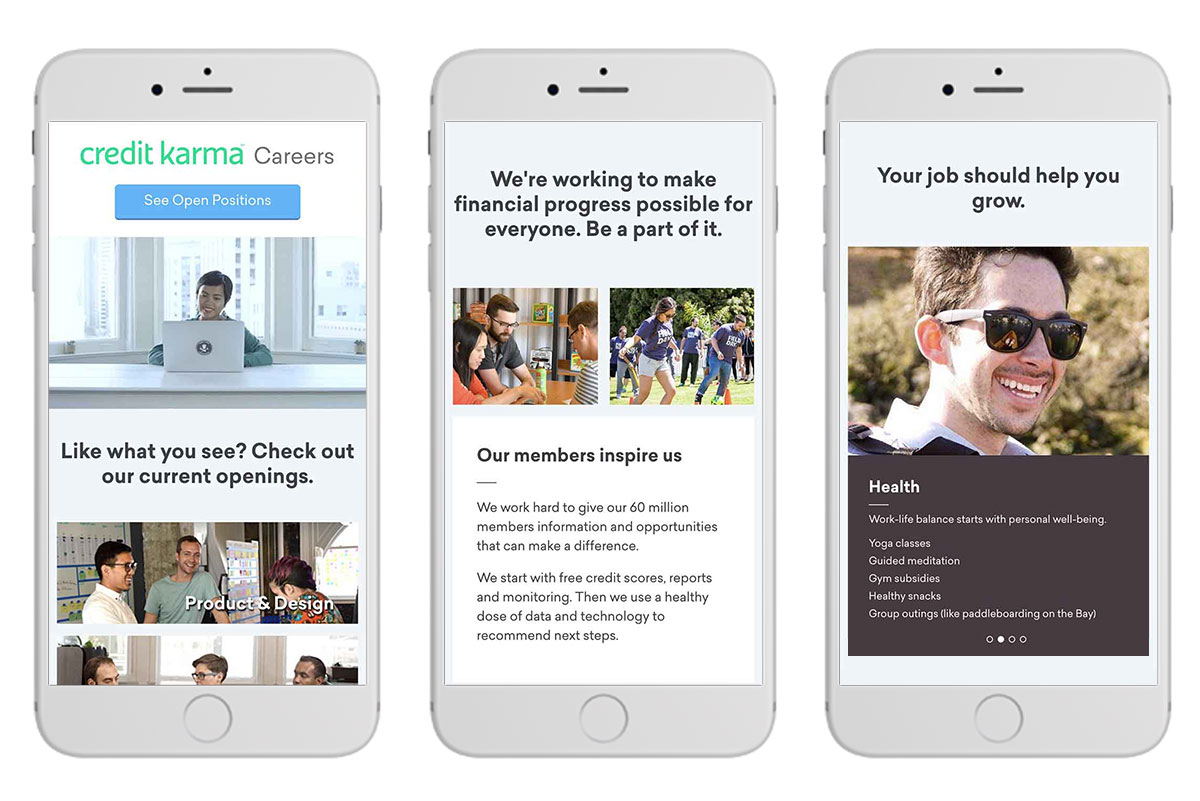 credit karma Careers
See Open Positions
Like what you see? Check out
our current openings.
Product & Design
We're working to make
financial progress possible for
everyone. Be a part of it.
Our members inspire us
We work hard to give our 60 million
members information and opportunities
that can make a difference.
We start with free credit scores, reports
and monitoring. Then we use a healthy
dose of data and technology to
recommend next steps.
Your job should help you
grow.
Health
Work-life balance starts with personal well-being.
Yoga classes
Guided meditation
Gym subsidies
Healthy snacks
Group outings (like paddleboarding on the Bay)